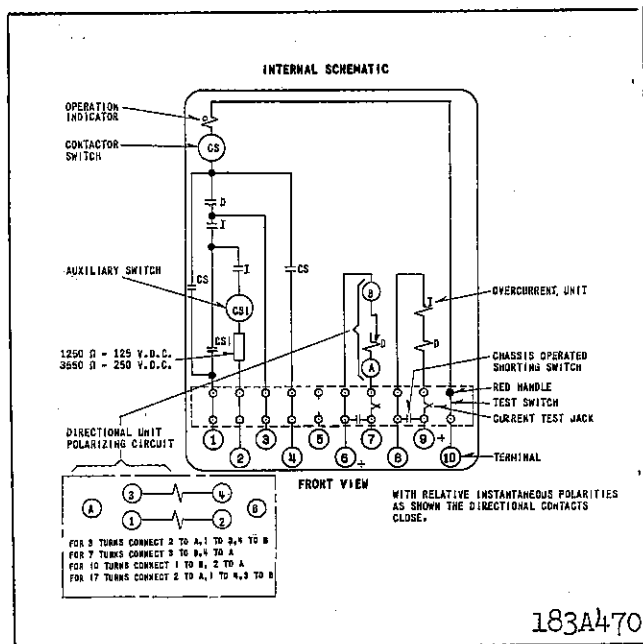 INTERNAL SCHEMATIC
OPERATION
INDICATOR
CONTACTOR
SWITCH
CS
D
I
I
CS
CS
AUXILIARY SWITCH
CS1
CS1
1250 Ω - 125 V.D.C.
3550 Ω - 250 V.D.C.
B
D
A
I
D
OVERCURRENT UNIT
CHASSIS OPERATED
SHORTING SWITCH
RED HANDLE
TEST SWITCH
CURRENT TEST JACK
TERMINAL
1 2 3 4 5 6 ÷ 7 8 9 + 10
FRONT VIEW
WITH RELATIVE INSTANTANEOUS POLARITIES
AS SHOWN THE DIRECTIONAL CONTACTS
CLOSE.
DIRECTIONAL UNIT
POLARIZING CIRCUIT
A 3 4 B
1 2
FOR 3 TURNS CONNECT 2 TO A,1 TO 3,4 TO B
FOR 7 TURNS CONNECT 3 TO B,4 TO A
FOR 10 TURNS CONNECT 1 TO B, 2 TO A
FOR 17 TURNS CONNECT 2 TO A,1 TO 4,3 TO B
183A470